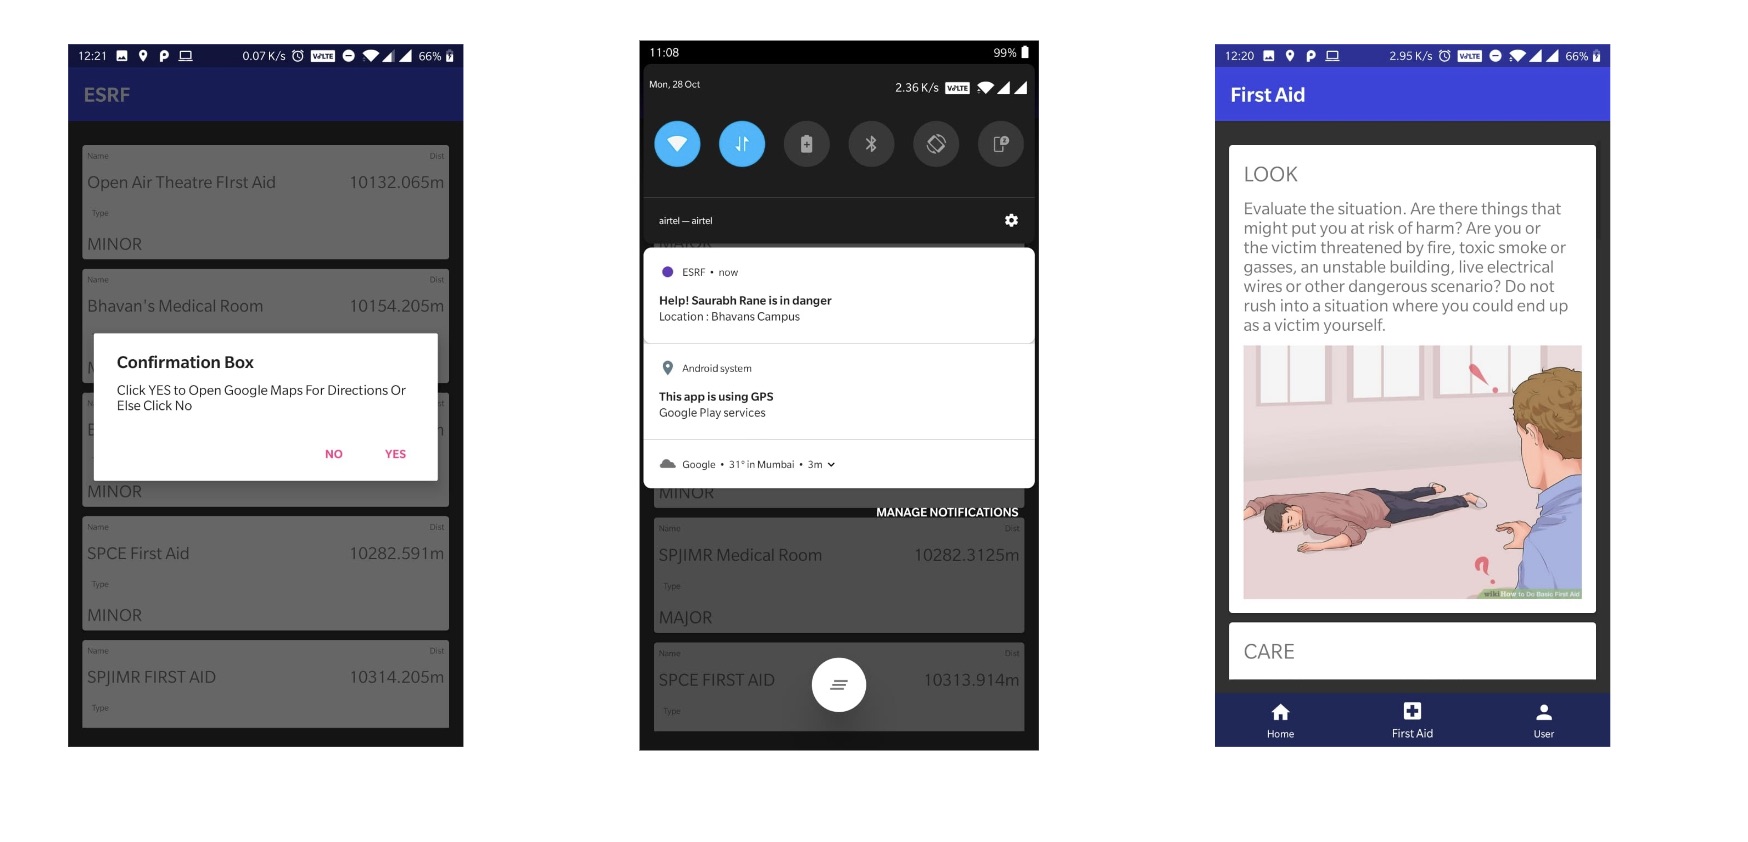 12:21
0.07 K/s VoLTE 66%
ESRF
Name Dist
Open Air Theatre FIrst Aid 10132.065m
Type
MINOR
Name Dist
Bhavan's Medical Room 10154.205m
Confirmation Box
Click YES to Open Google Maps For Directions Or
Else Click No
NO YES
MINOR
Name Dist
SPCE First Aid 10282.591m
Type
MINOR
Name Dist
SPJIMR FIRST AID 10314.205m
Type
11:08 99%
Mon, 28 Oct 2.36 K/s VoLTE
airtel — airtel
ESRF • now
Help! Saurabh Rane is in danger
Location : Bhavans Campus
Android system
This app is using GPS
Google Play services
Google • 31° in Mumbai • 3m
MINOR
MANAGE NOTIFICATIONS
Name Dist
SPJIMR Medical Room 10282.3125m
Type
MAJOR
Name Dist
SPCE FIRST AID 10313.914m
Type
12:20 2.95 K/s VoLTE 66%
First Aid
LOOK
Evaluate the situation. Are there things that
might put you at risk of harm? Are you or
the victim threatened by fire, toxic smoke or
gasses, an unstable building, live electrical
wires or other dangerous scenario? Do not
rush into a situation where you could end up
as a victim yourself.
wikiHow to Do Basic First Aid
CARE
Home First Aid User